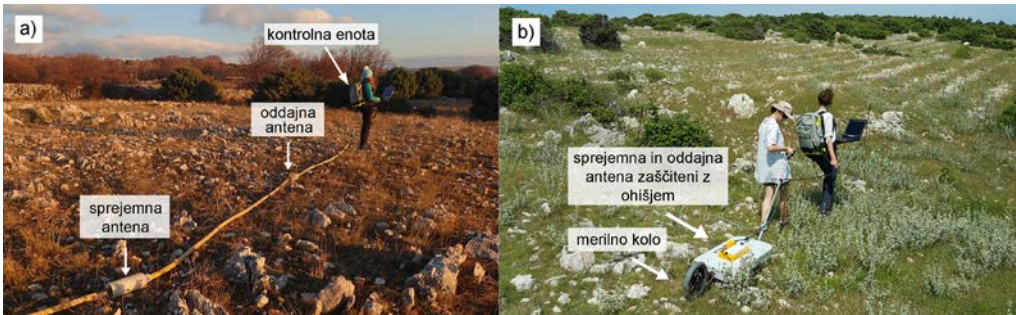 a)
kontrolna enota
oddajna
antena
sprejemna
antena
b)
sprejemna in oddajna
antena zaščiteni z
ohišjem
merilno kolo